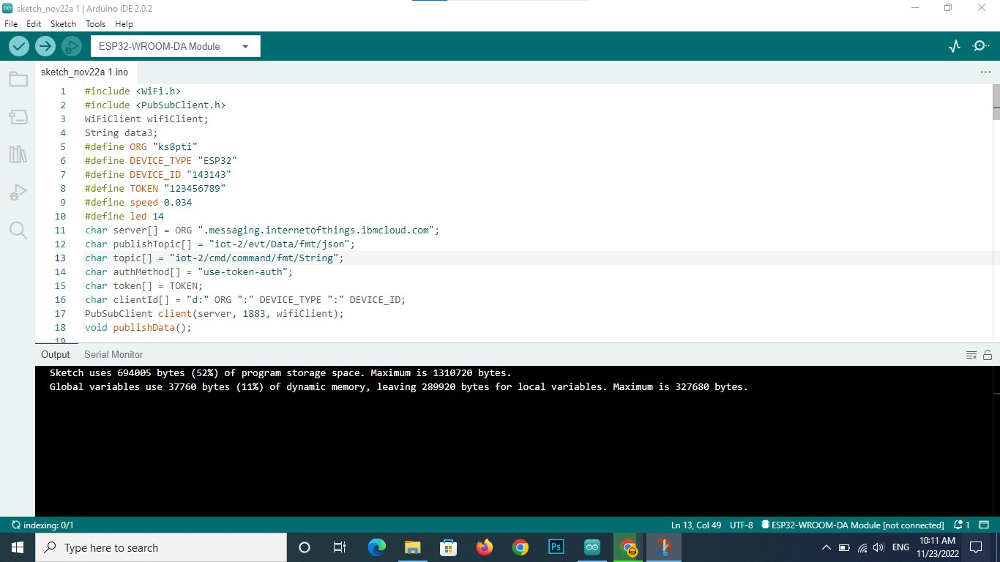 sketch_nov22a 1 | Arduino IDE 2.0.2
File Edit Sketch Tools Help
ESP32-WROOM-DA Module
sketch_nov22a 1.ino
1 #include <WiFi.h>
2 #include <PubSubClient.h>
3 WiFiClient wifiClient;
4 String data3;
5 #define ORG "ks8pti"
6 #define DEVICE_TYPE "ESP32"
7 #define DEVICE_ID "143143"
8 #define TOKEN "123456789"
9 #define speed 0.034
10 #define led 14
11 char server[] = ORG ".messaging.internetofthings.ibmcloud.com";
12 char publishTopic[] = "iot-2/evt/Data/fmt/json";
13 char topic[] = "iot-2/cmd/command/fmt/String";
14 char authMethod[] = "use-token-auth";
15 char token[] = TOKEN;
16 char clientId[] = "d:" ORG ":" DEVICE_TYPE ":" DEVICE_ID;
17 PubSubClient client(server, 1883, wifiClient);
18 void publishData();
19
Output Serial Monitor
Sketch uses 694005 bytes (52%) of program storage space. Maximum is 1310720 bytes.
Global variables use 37760 bytes (11%) of dynamic memory, leaving 289920 bytes for local variables. Maximum is 327680 bytes.
indexing: 0/1 Ln 13, Col 49 UTF-8 ESP32-WROOM-DA Module [not connected] 1
Type here to search Ps ENG 10:11 AM
11/23/2022